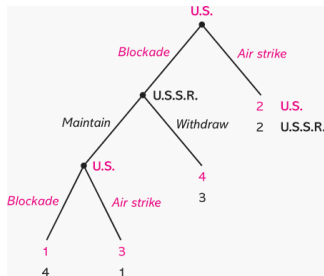 U.S.
Blockade Air strike
U.S.S.R. 2 U.S.
2 U.S.S.R.
Maintain Withdraw
U.S. 4
3
Blockade Air strike
1 3
4 1